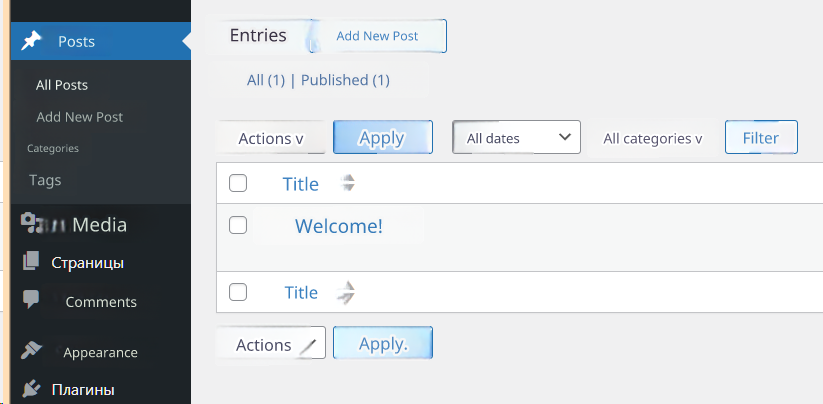 Posts
All Posts
Add New Post
Categories
Tags
Media
Страницы
Comments
Appearance
Плагины
Entries Add New Post
All (1) | Published (1)
Actions v Apply All dates All categories v Filter
Title
Welcome!
Title
Actions Apply.